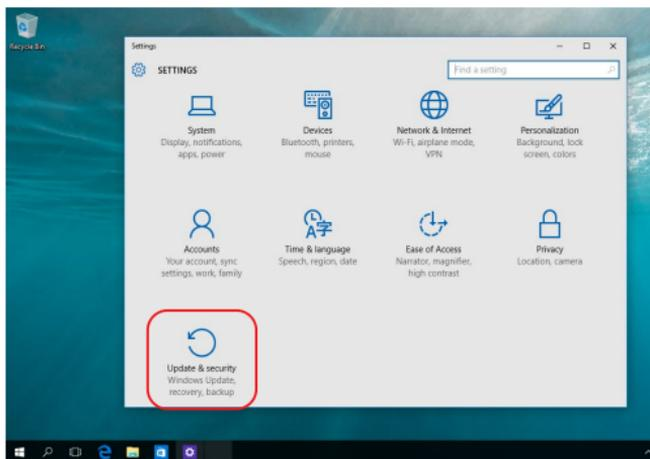 Recycle Bin
Settings
SETTINGS
Find a setting
System
Display, notifications,
apps, power
Devices
Bluetooth, printers,
mouse
Network & Internet
Wi-Fi, airplane mode,
VPN
Personalization
Background, lock
screen, colors
Accounts
Your account, sync
settings, work, family
Time & language
Speech, region, date
Ease of Access
Narrator, magnifier,
high contrast
Privacy
Location, camera
Update & security
Windows Update,
recovery, backup